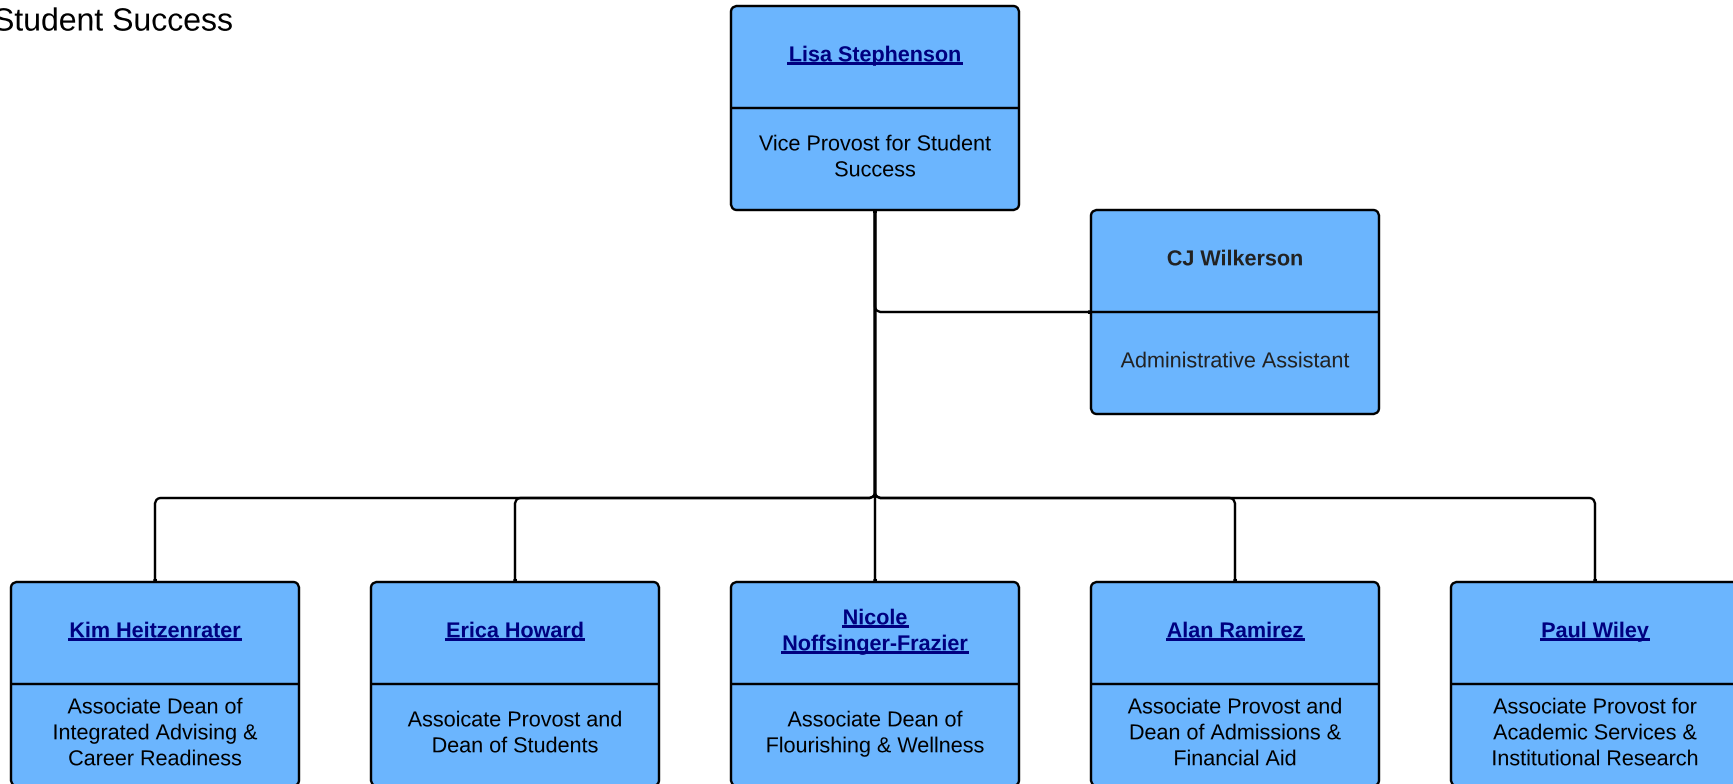 Student Success
Lisa Stephenson
Vice Provost for Student
Success
CJ Wilkerson
Administrative Assistant
Kim Heitzenrater
Associate Dean of
Integrated Advising &
Career Readiness
Erica Howard
Assoicate Provost and
Dean of Students
Nicole
Noffsinger-Frazier
Associate Dean of
Flourishing & Wellness
Alan Ramirez
Associate Provost and
Dean of Admissions &
Financial Aid
Paul Wiley
Associate Provost for
Academic Services &
Institutional Research